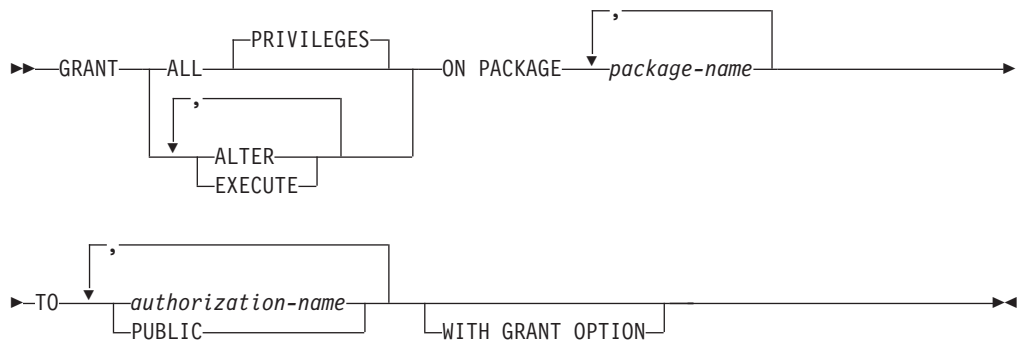 PRIVILEGES ,
GRANT ALL ON PACKAGE package-name
,
ALTER
EXECUTE
,
TO authorization-name
PUBLIC WITH GRANT OPTION